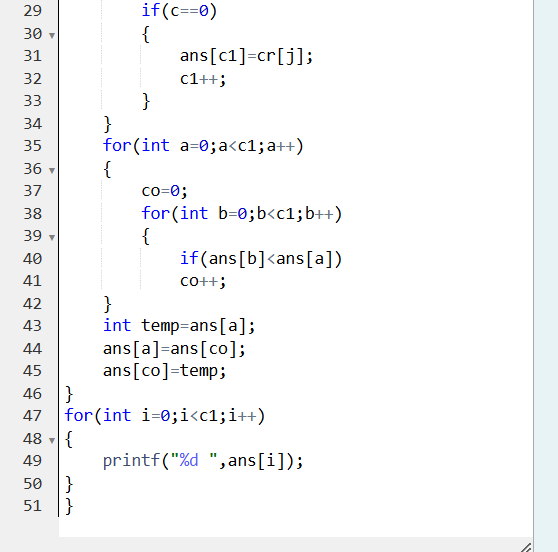 29 if(c==0)
30 {
31 ans[c1]=cr[j];
32 c1++;
33 }
34 }
35 for(int a=0;a<c1;a++)
36 {
37 co=0;
38 for(int b=0;b<c1;b++)
39 {
40 if(ans[b]<ans[a])
41 co++;
42 }
43 int temp=ans[a];
44 ans[a]=ans[co];
45 ans[co]=temp;
46 }
47 for(int i=0;i<c1;i++)
48 {
49 printf("%d ",ans[i]);
50 }
51 }